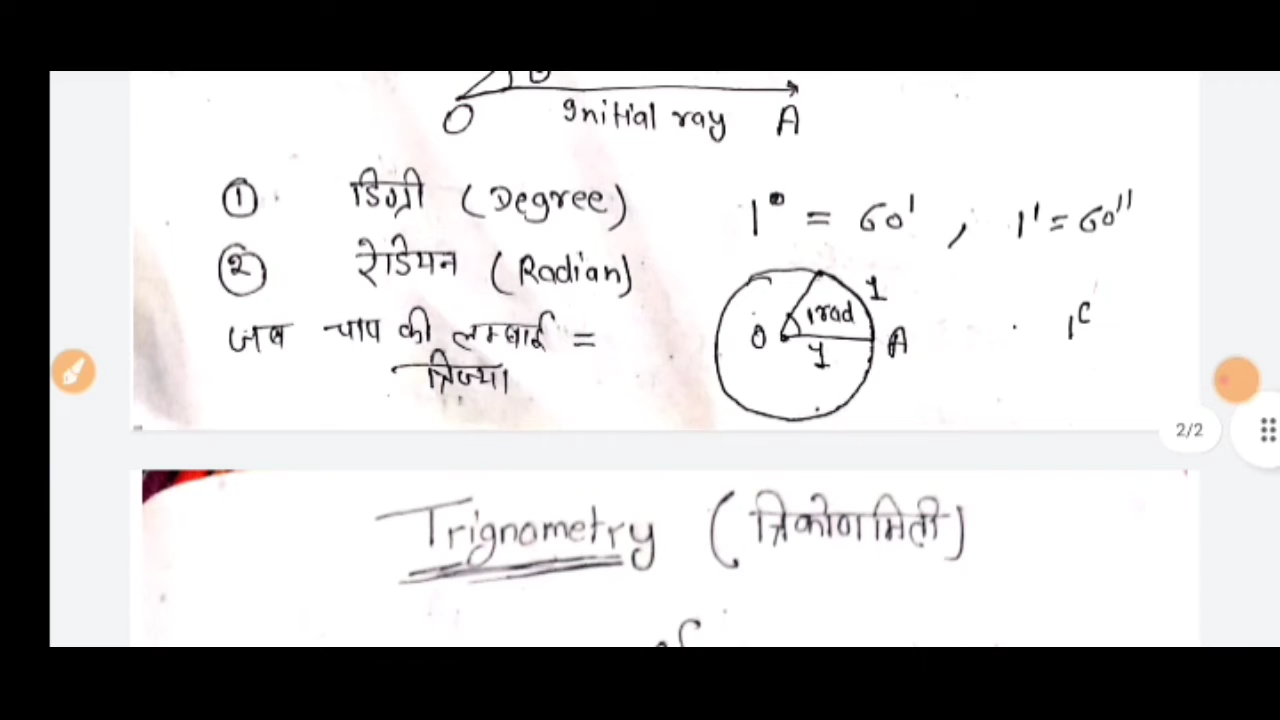 θ
O Initial ray A
① डिग्री (Degree) 1° = 60' , 1' = 60"
② रेडियन (Radian)
जब चाप की लम्बाई = त्रिज्या
1
1 rad
O 1 A
1ᶜ
2/2
Trignometry (त्रिकोणमिती)